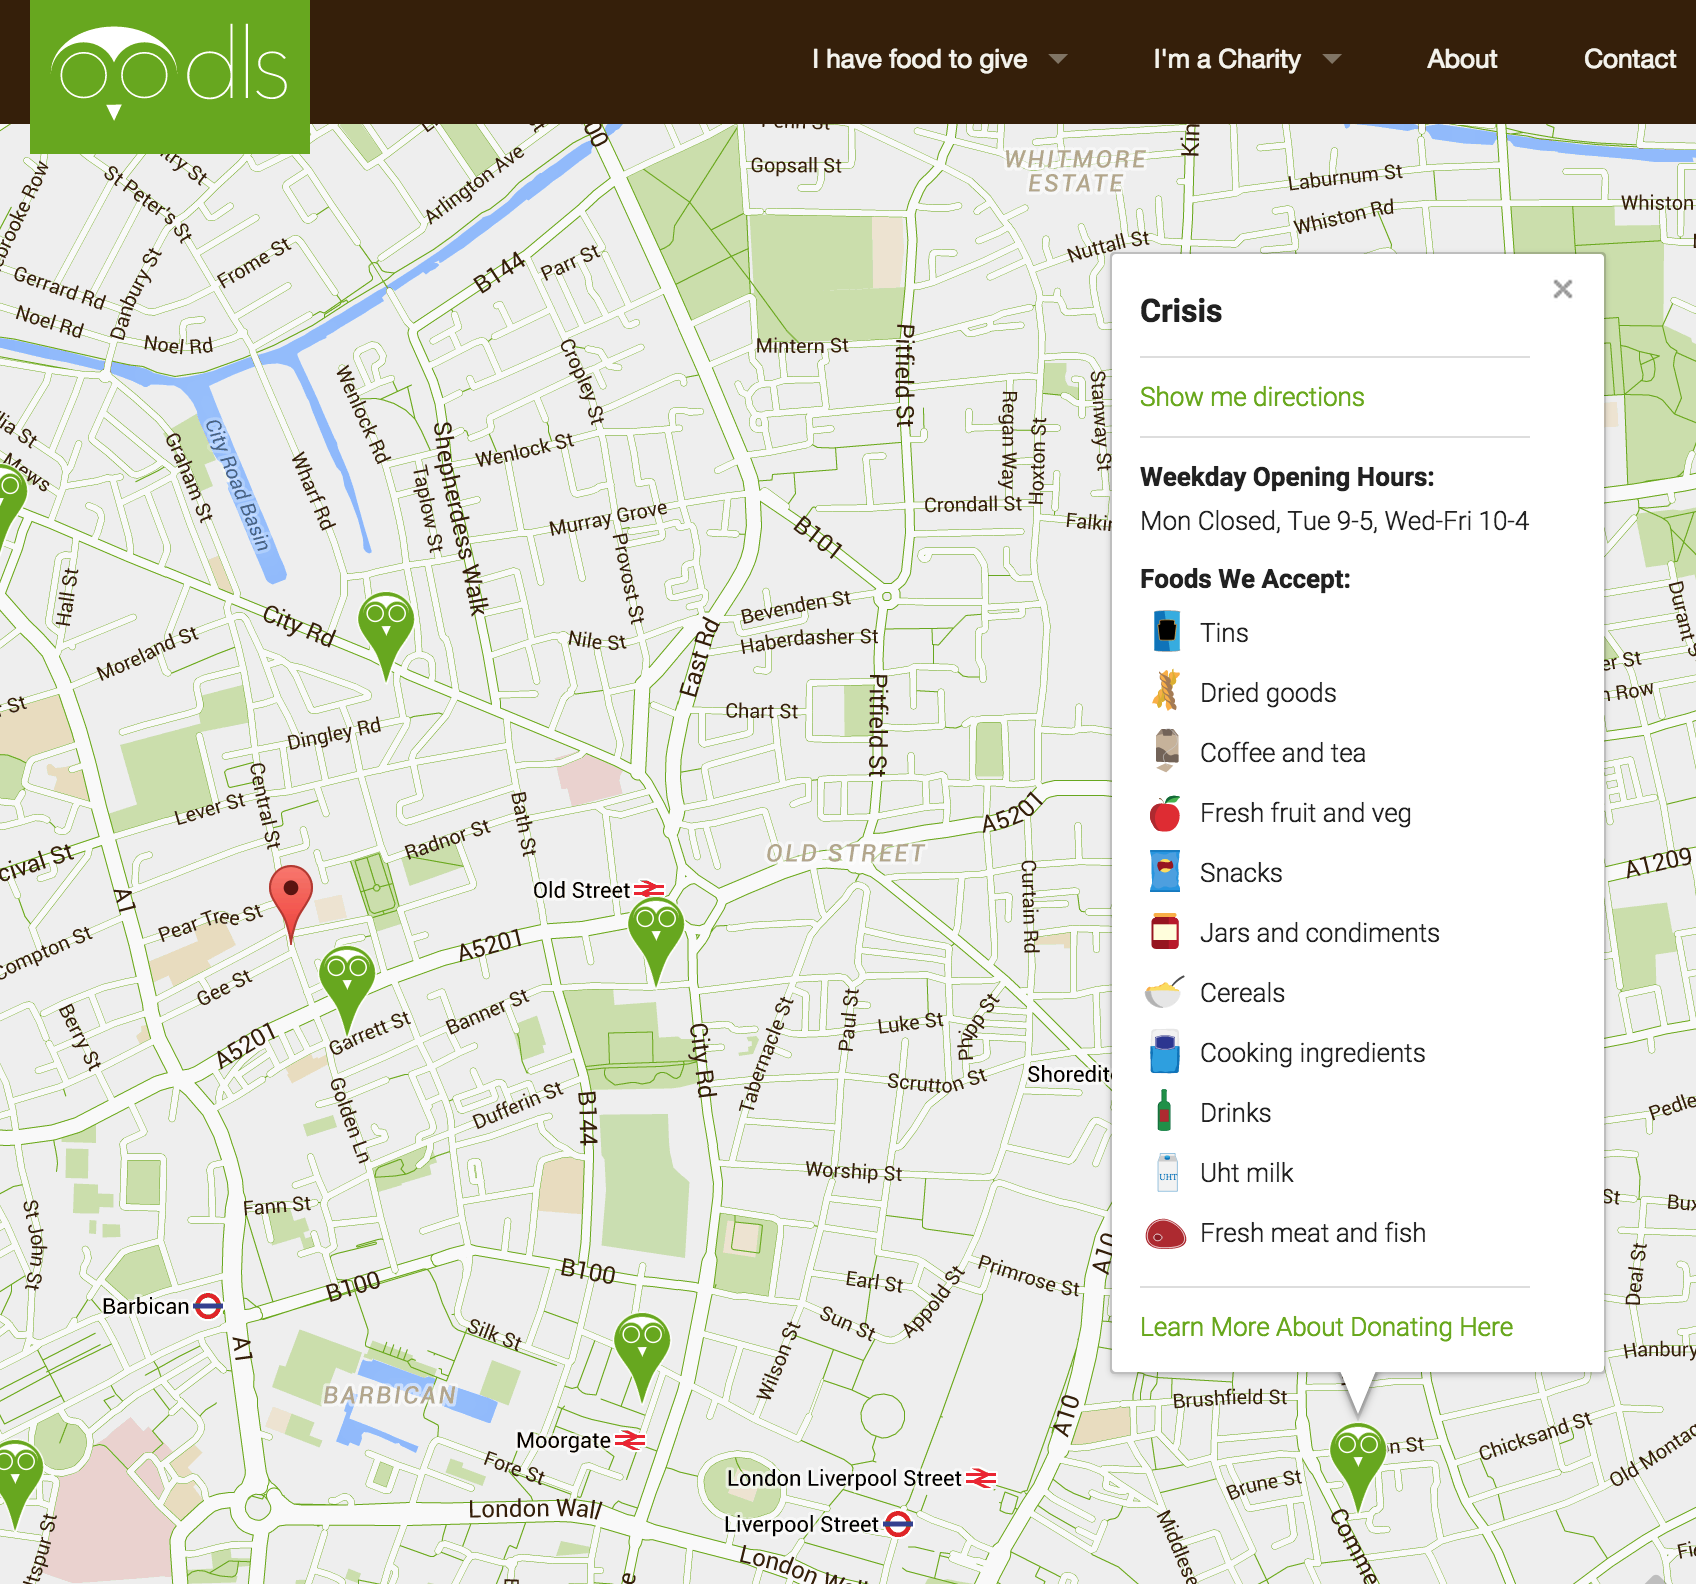 oodls
I have food to give
I'm a Charity
About
Contact
Penn St
Gopsall St
WHITMORE
ESTATE
Laburnum St
Whiston Rd
Whiston
Nuttall St
St Peter's St
Arlington Ave
Frome St
Danbury St
Gerrard Rd
Noel Rd
Noel Rd
B144
Parr St
Mintern St
Pitfield St
Cropley St
Wenlock Rd
Shepherdess Walk
Wenlock St
Taplow St
Regan Way
Hoxton St
Stanway St
Crondall St
Graham St
City Road Basin
Wharf Rd
Mews
Murray Grove
Provost St
B101
Hall St
City Rd
Moreland St
Nile St
East Rd
Bevenden St
Haberdasher St
Pitfield St
Chart St
Dingley Rd
Central St
Lever St
Bath St
Radnor St
A5201
OLD STREET
Old Street
A1
Pear Tree St
A5201
Curtain Rd
A1209
Gee St
Banner St
Garrett St
Berry St
A5201
City Rd
Tabernacle St
Paul St
Luke St
Phipp St
Scrutton St
Golden Ln
Dufferin St
B144
Worship St
Fann St
St John St
B100
B100
Earl St
Appold St
Primrose St
A10
Sun St
Barbican
A1
Silk St
Wilson St
BARBICAN
Moorgate
Fore St
London Wall
London Liverpool Street
Liverpool Street
A10
Brushfield St
Brune St
Chicksand St
Deal St
Crisis
Show me directions
Weekday Opening Hours:
Mon Closed, Tue 9-5, Wed-Fri 10-4
Foods We Accept:
Tins
Dried goods
Coffee and tea
Fresh fruit and veg
Snacks
Jars and condiments
Cereals
Cooking ingredients
Drinks
UHT
Uht milk
Fresh meat and fish
Learn More About Donating Here